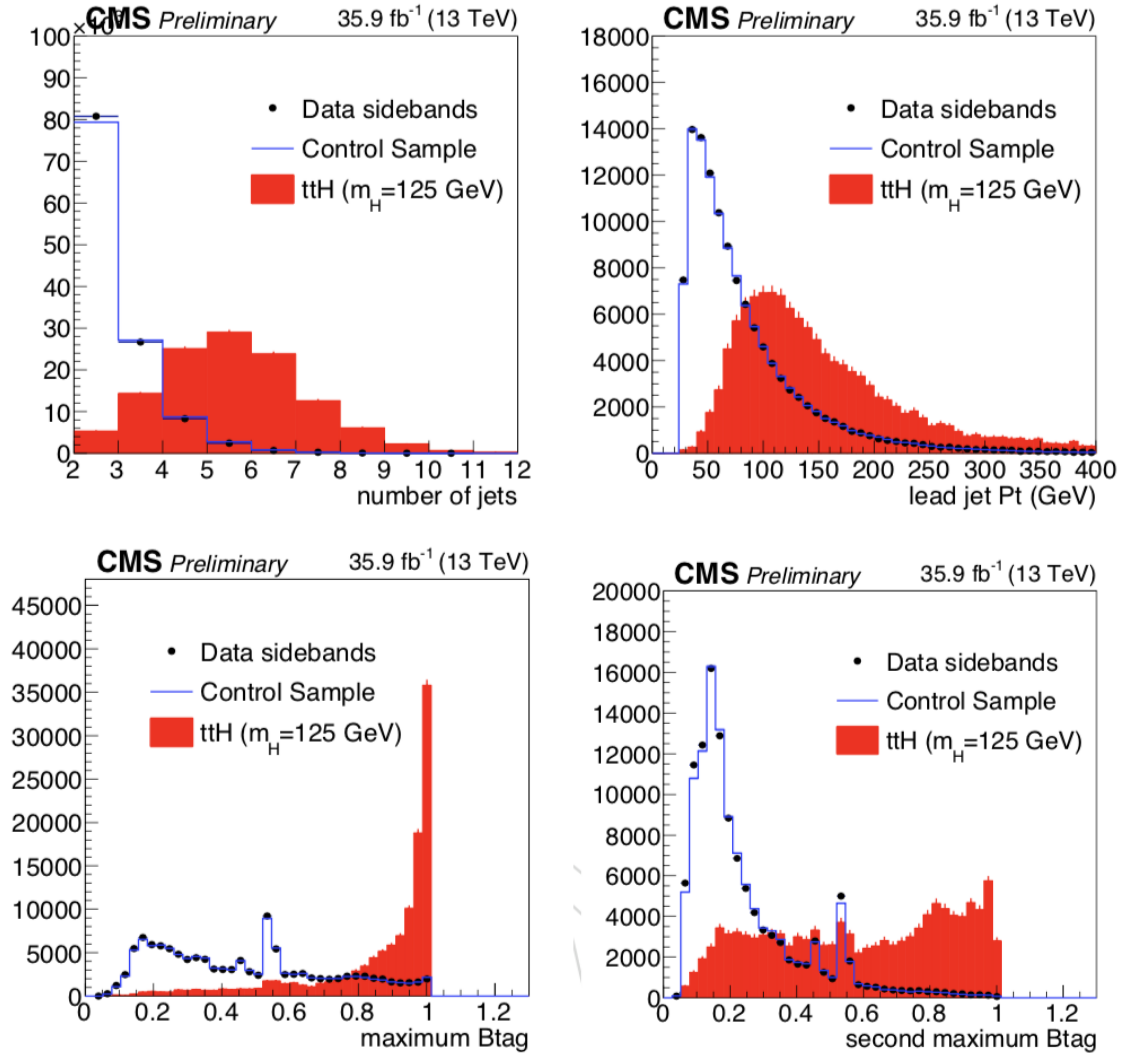 CMS Preliminary 35.9 fb⁻¹ (13 TeV)
100
90
80
70
60
50
40
30
20
10
0
Data sidebands
Control Sample
ttH (m_H=125 GeV)
2 3 4 5 6 7 8 9 10 11 12
number of jets
CMS Preliminary 35.9 fb⁻¹ (13 TeV)
18000
16000
14000
12000
10000
8000
6000
4000
2000
0
Data sidebands
Control Sample
ttH (m_H=125 GeV)
0 50 100 150 200 250 300 350 400
lead jet Pt (GeV)
CMS Preliminary 35.9 fb⁻¹ (13 TeV)
45000
40000
35000
30000
25000
20000
15000
10000
5000
0
Data sidebands
Control Sample
ttH (m_H=125 GeV)
0 0.2 0.4 0.6 0.8 1 1.2
maximum Btag
CMS Preliminary 35.9 fb⁻¹ (13 TeV)
20000
18000
16000
14000
12000
10000
8000
6000
4000
2000
0
Data sidebands
Control Sample
ttH (m_H=125 GeV)
0 0.2 0.4 0.6 0.8 1 1.2
second maximum Btag